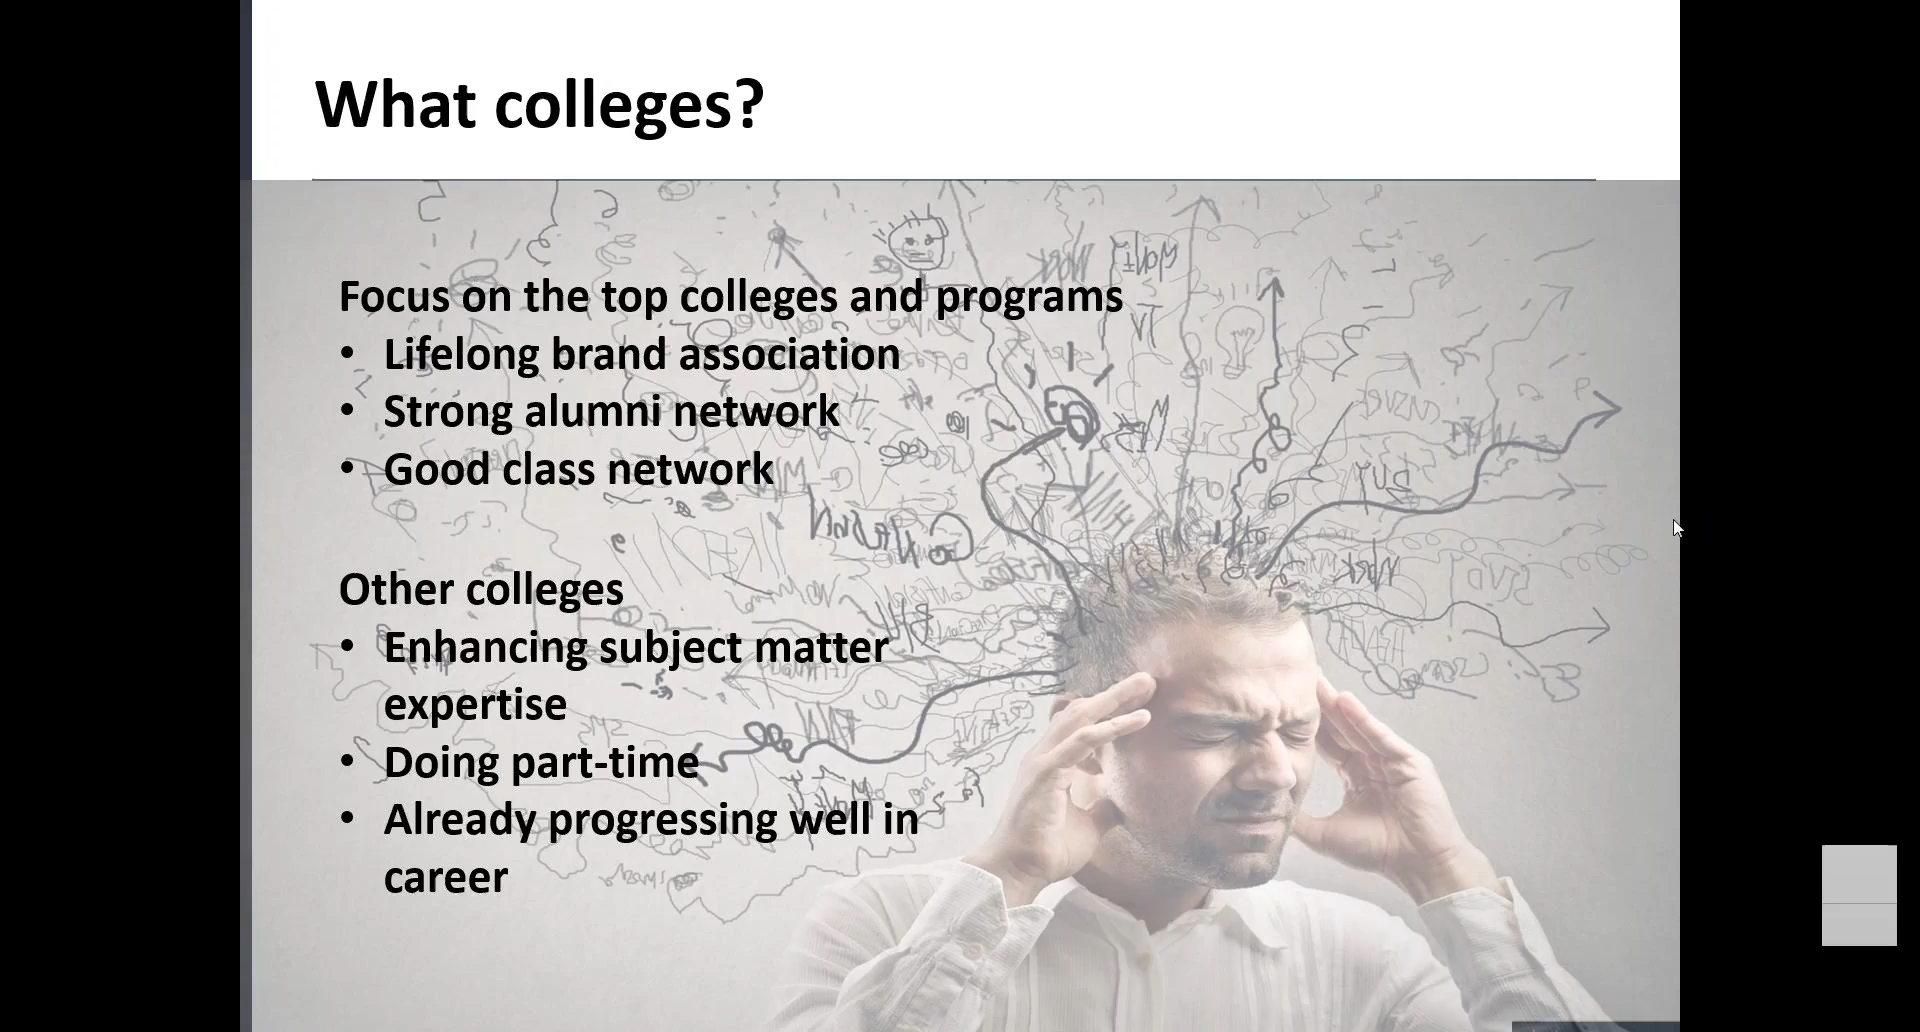 What colleges?
Focus on the top colleges and programs
• Lifelong brand association
• Strong alumni network
• Good class network
Other colleges
• Enhancing subject matter
expertise
• Doing part-time
• Already progressing well in
career